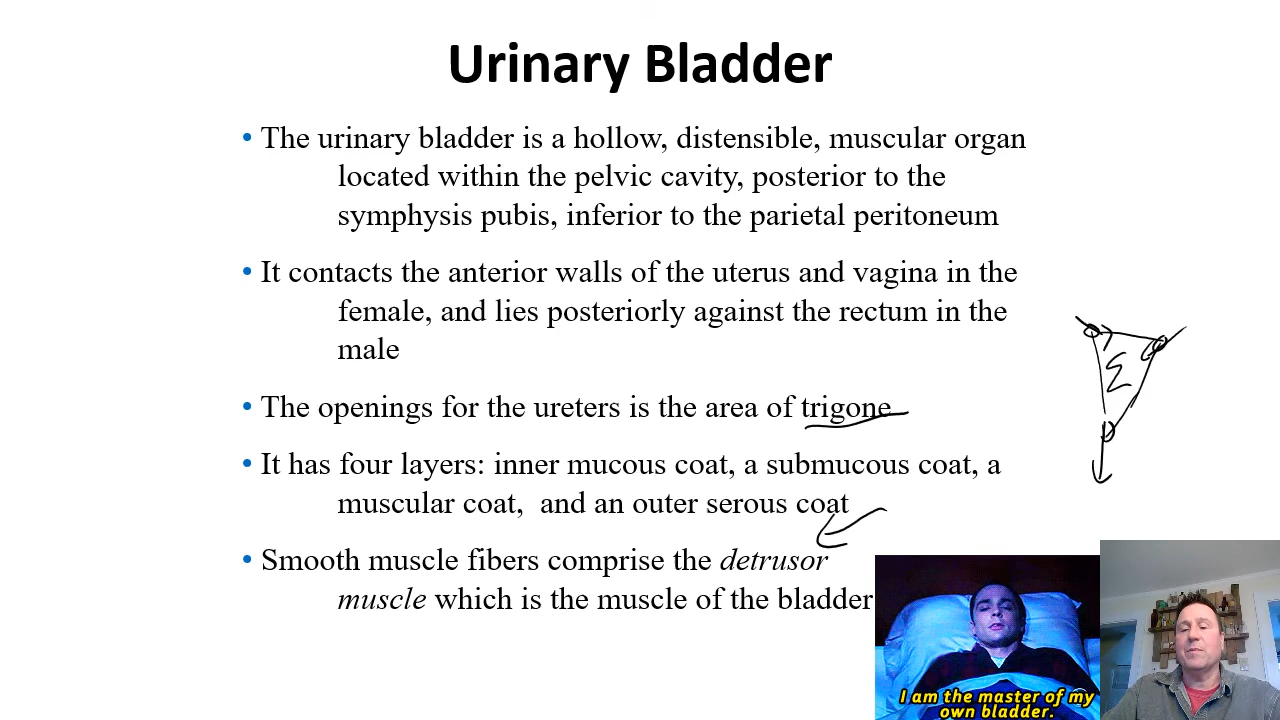 Urinary Bladder
• The urinary bladder is a hollow, distensible, muscular organ
located within the pelvic cavity, posterior to the
symphysis pubis, inferior to the parietal peritoneum
• It contacts the anterior walls of the uterus and vagina in the
female, and lies posteriorly against the rectum in the
male
• The openings for the ureters is the area of trigone
• It has four layers: inner mucous coat, a submucous coat, a
muscular coat,  and an outer serous coat
• Smooth muscle fibers comprise the detrusor
muscle which is the muscle of the bladder
I am the master of my
own bladder.